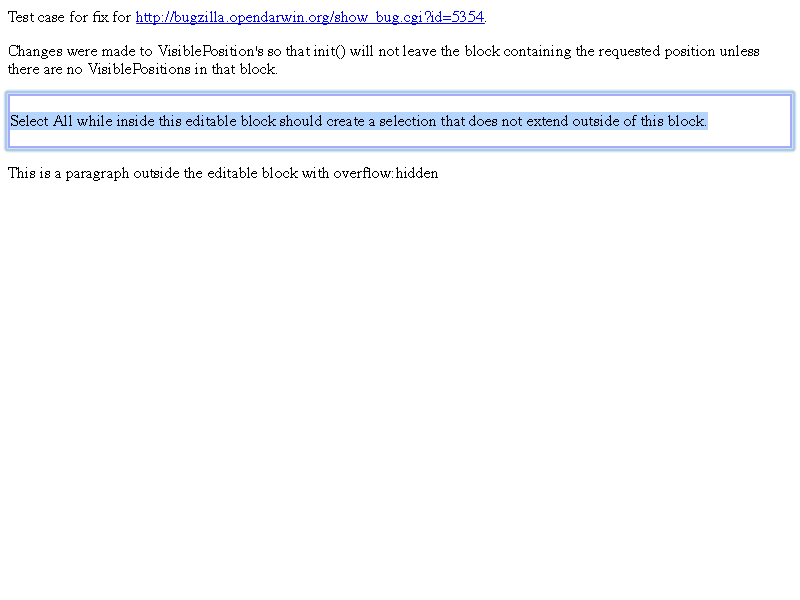 Test case for fix for http://bugzilla.opendarwin.org/show_bug.cgi?id=5354.
Changes were made to VisiblePosition's so that init() will not leave the block containing the requested position unless
there are no VisiblePositions in that block.
Select All while inside this editable block should create a selection that does not extend outside of this block.
This is a paragraph outside the editable block with overflow:hidden